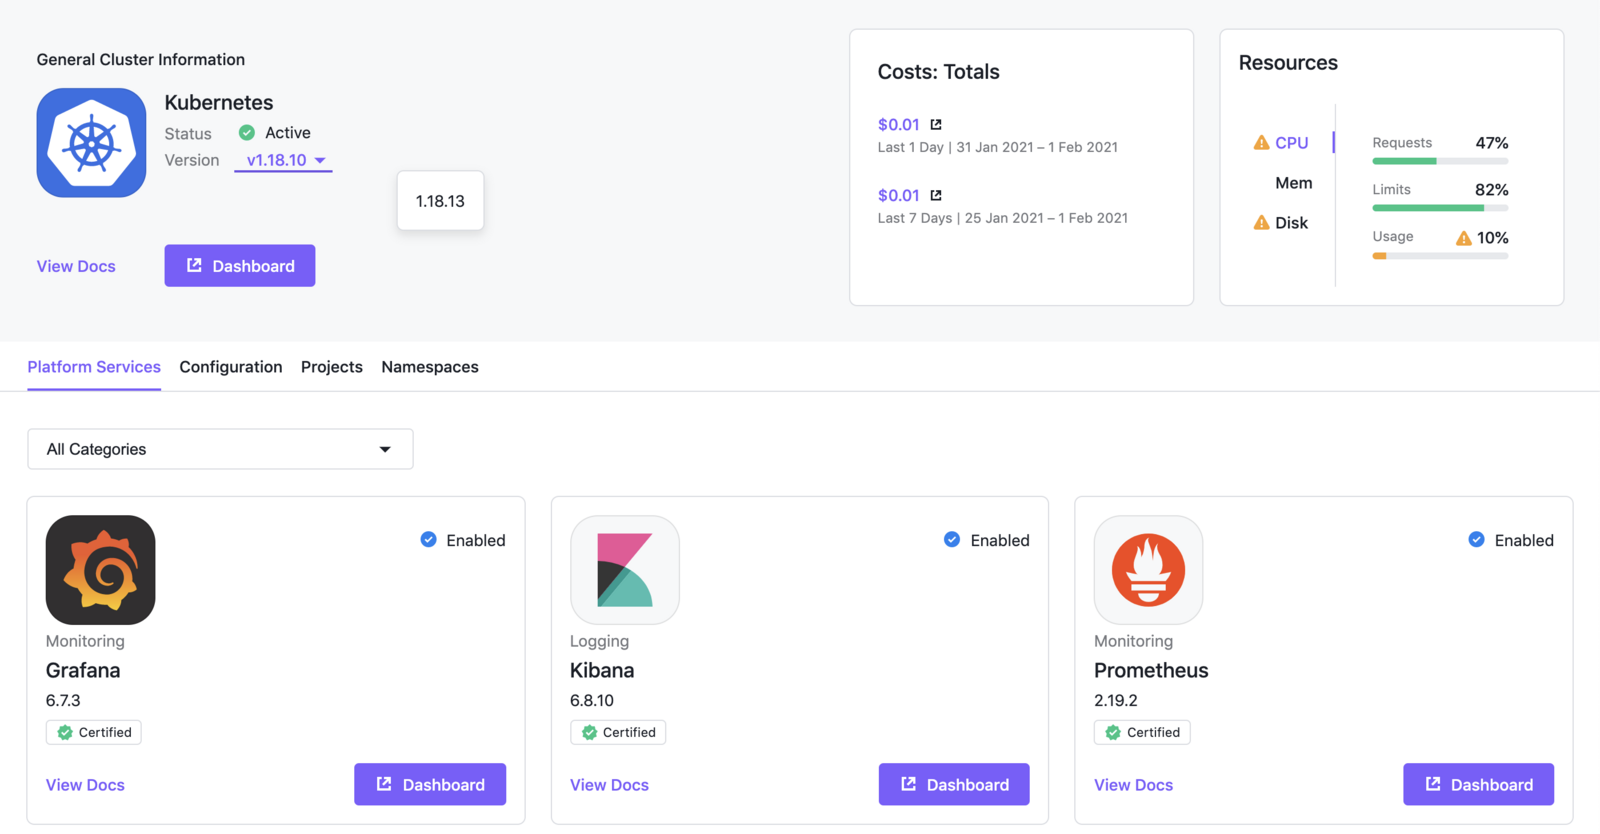 General Cluster Information
Kubernetes
Status Active
Version v1.18.10
1.18.13
View Docs Dashboard
Costs: Totals
$0.01
Last 1 Day | 31 Jan 2021 – 1 Feb 2021
$0.01
Last 7 Days | 25 Jan 2021 – 1 Feb 2021
Resources
CPU
Mem
Disk
Requests 47%
Limits 82%
Usage 10%
Platform Services Configuration Projects Namespaces
All Categories
Enabled
Monitoring
Grafana
6.7.3
Certified
View Docs Dashboard
Enabled
Logging
Kibana
6.8.10
Certified
View Docs Dashboard
Enabled
Monitoring
Prometheus
2.19.2
Certified
View Docs Dashboard